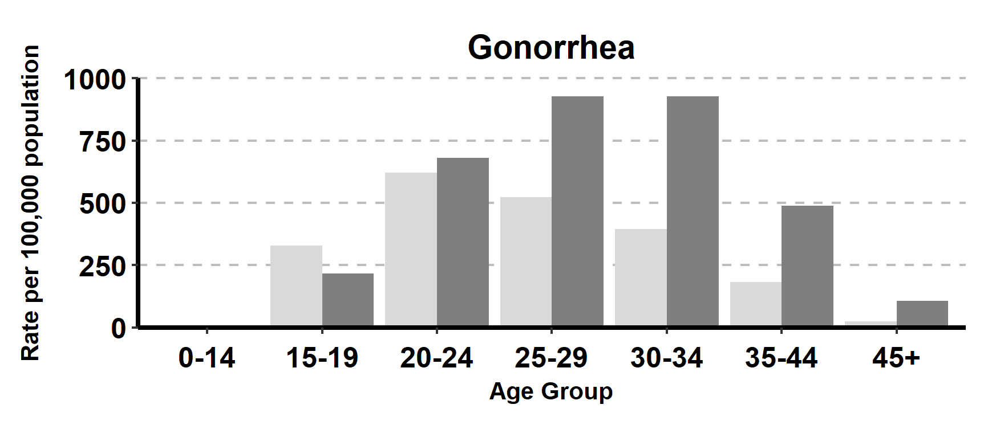 Gonorrhea
Rate per 100,000 population
1000
750
500
250
0
0-14 15-19 20-24 25-29 30-34 35-44 45+
Age Group